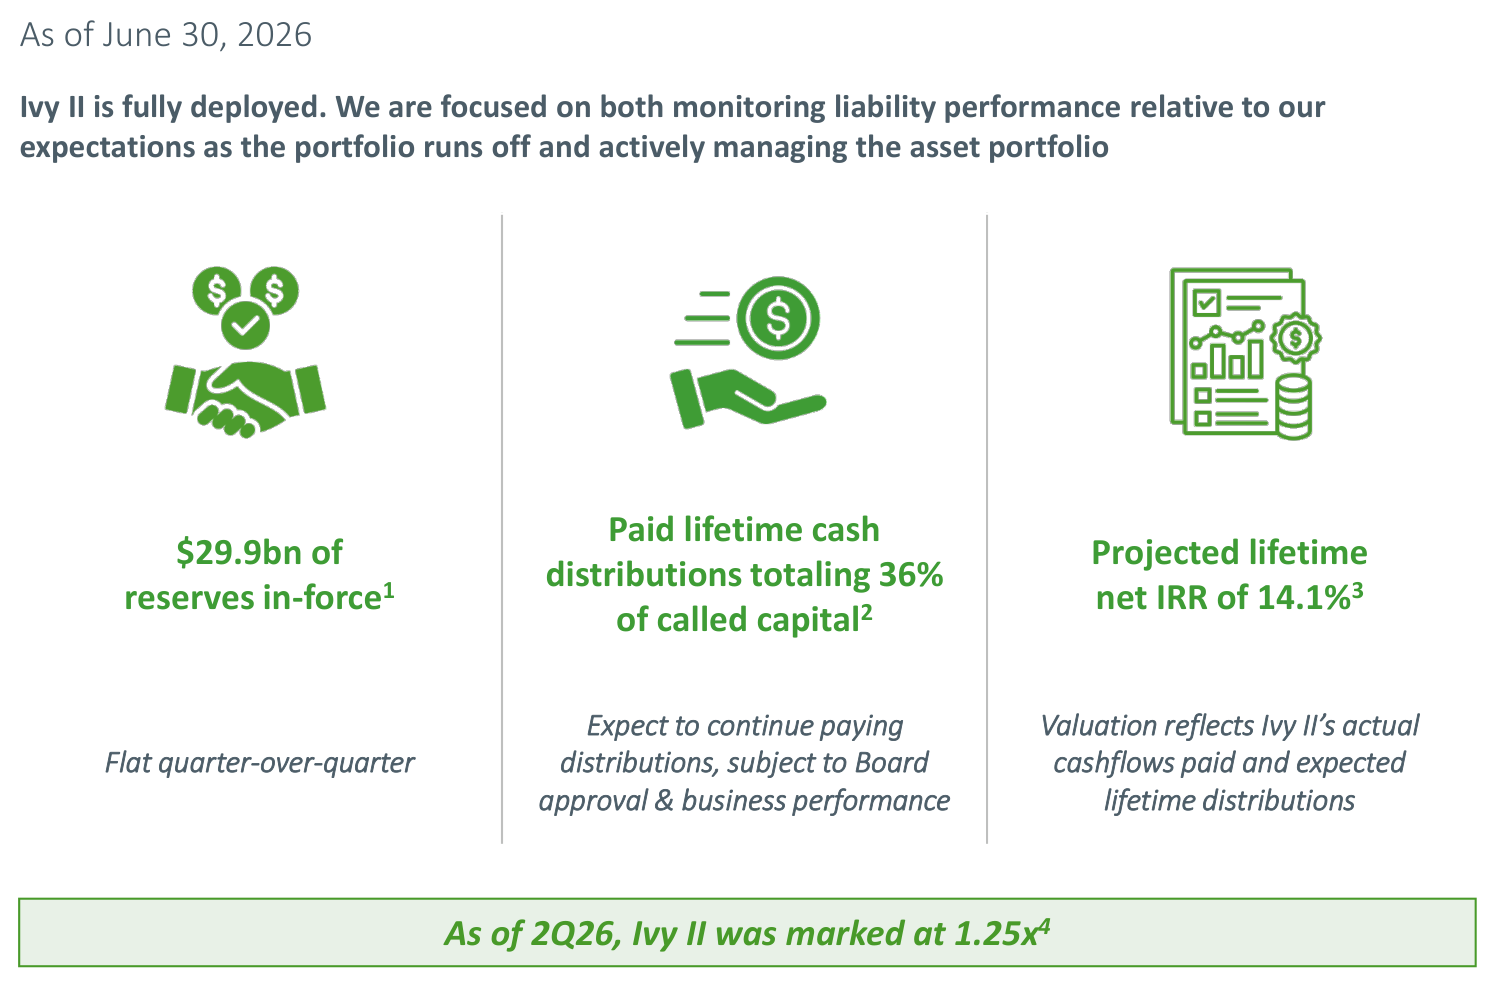 As of June 30, 2026
Ivy II is fully deployed. We are focused on both monitoring liability performance relative to our
expectations as the portfolio runs off and actively managing the asset portfolio
$29.9bn of
reserves in-force¹
Flat quarter-over-quarter
Paid lifetime cash
distributions totaling 36%
of called capital²
Expect to continue paying
distributions, subject to Board
approval & business performance
Projected lifetime
net IRR of 14.1%³
Valuation reflects Ivy II’s actual
cashflows paid and expected
lifetime distributions
As of 2Q26, Ivy II was marked at 1.25x⁴